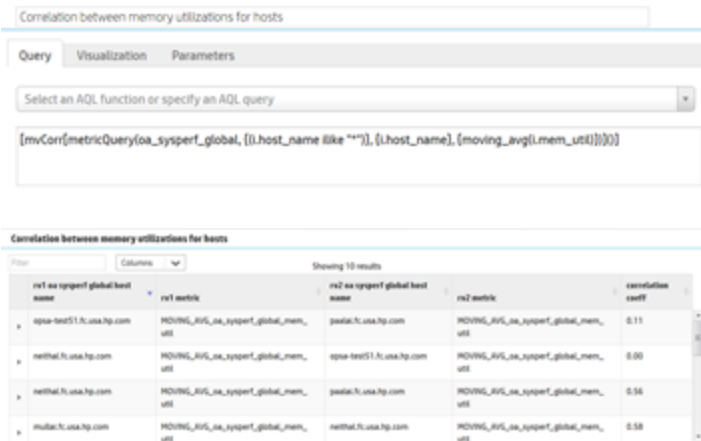 Correlation between memory utilizations for hosts
Query Visualization Parameters
Select an AQL function or specify an AQL query
[mvCorr[metricQuery(oa_sysperf_global, {(i.host_name ilike "*")}, {i.host_name}, {moving_avg(i.mem_util)})]()]
Correlation between memory utilizations for hosts
Filter Columns Showing 10 results
rx1 oa sysperf global host name rx1 metric rx2 oa sysperf global host name rx2 metric correlation coeff
opsa-test51.fc.usa.hp.com MOVING_AVG_oa_sysperf_global_mem_util paalai.fc.usa.hp.com MOVING_AVG_oa_sysperf_global_mem_util 0.11
neithal.fc.usa.hp.com MOVING_AVG_oa_sysperf_global_mem_util opsa-test51.fc.usa.hp.com MOVING_AVG_oa_sysperf_global_mem_util 0.00
neithal.fc.usa.hp.com MOVING_AVG_oa_sysperf_global_mem_util paalai.fc.usa.hp.com MOVING_AVG_oa_sysperf_global_mem_util 0.56
mullai.fc.usa.hp.com MOVING_AVG_oa_sysperf_global_mem_util neithal.fc.usa.hp.com MOVING_AVG_oa_sysperf_global_mem_util 0.58